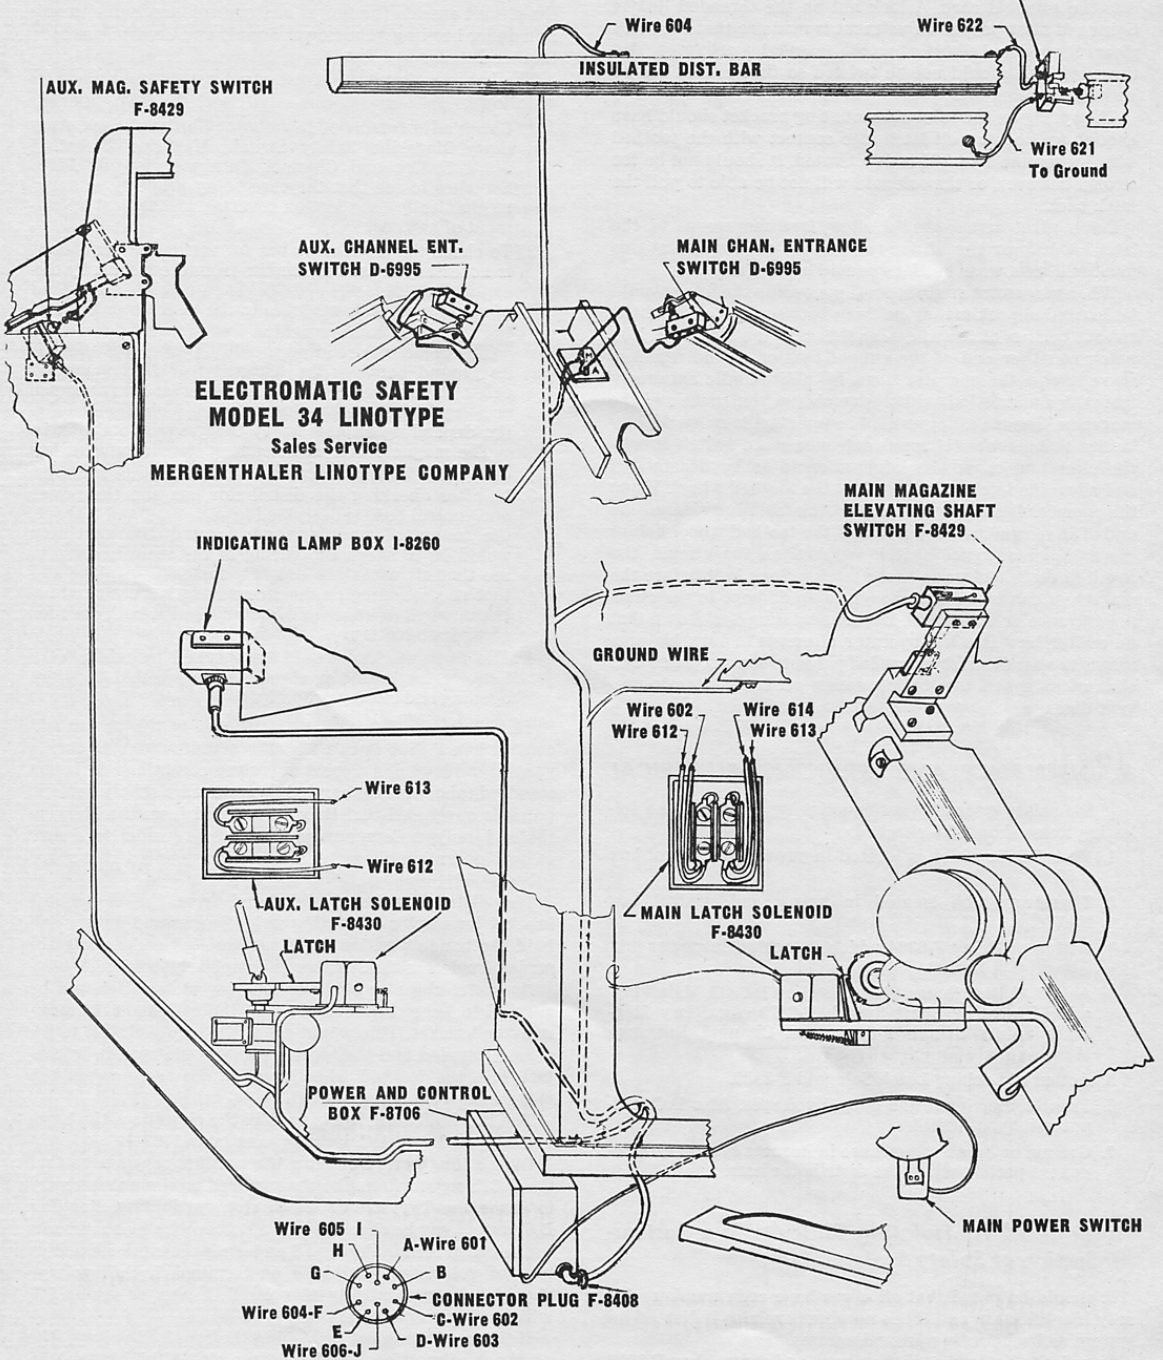 Wire 604
Wire 622
INSULATED DIST. BAR
AUX. MAG. SAFETY SWITCH
F-8429
Wire 621
To Ground
AUX. CHANNEL ENT.
SWITCH D-6995
MAIN CHAN. ENTRANCE
SWITCH D-6995
M
A
ELECTROMATIC SAFETY
MODEL 34 LINOTYPE
Sales Service
MERGENTHALER LINOTYPE COMPANY
MAIN MAGAZINE
ELEVATING SHAFT
SWITCH F-8429
INDICATING LAMP BOX I-8260
GROUND WIRE
Wire 602
Wire 614
Wire 612
Wire 613
Wire 613
Wire 612
AUX. LATCH SOLENOID
F-8430
LATCH
MAIN LATCH SOLENOID
F-8430
LATCH
POWER AND CONTROL
BOX F-8706
MAIN POWER SWITCH
Wire 605 I
H
A-Wire 601
G
B
CONNECTOR PLUG F-8408
Wire 604-F
C-Wire 602
E
D-Wire 603
Wire 606-J